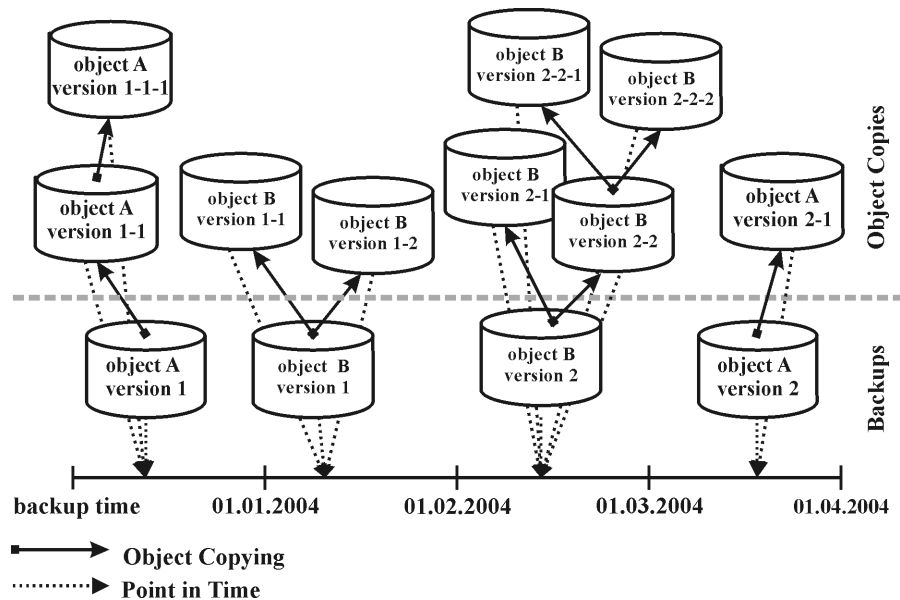 object A
version 1-1-1
object B
version 2-2-1
object B
version 2-2-2
object A
version 1-1
object B
version 1-1
object B
version 1-2
object B
version 2-1
object B
version 2-2
object A
version 2-1
Object Copies
object A
version 1
object B
version 1
object B
version 2
object A
version 2
Backups
backup time
01.01.2004
01.02.2004
01.03.2004
01.04.2004
Object Copying
Point in Time